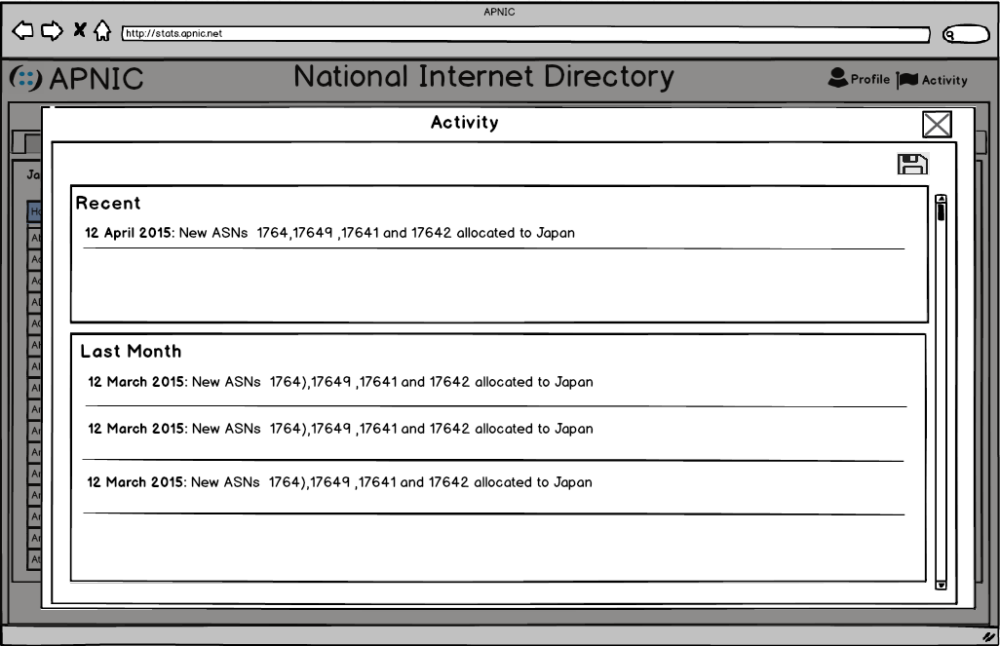 APNIC
http://stats.apnic.net
APNIC
National Internet Directory
Profile
Activity
Activity
Ja
Recent
12 April 2015: New ASNs 1764,17649 ,17641 and 17642 allocated to Japan
Last Month
12 March 2015: New ASNs 1764),17649 ,17641 and 17642 allocated to Japan
12 March 2015: New ASNs 1764),17649 ,17641 and 17642 allocated to Japan
12 March 2015: New ASNs 1764),17649 ,17641 and 17642 allocated to Japan